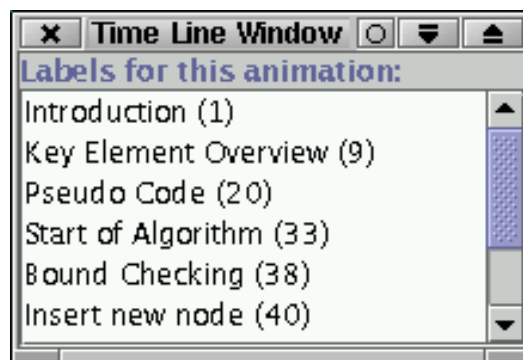 Time Line Window
Labels for this animation:
Introduction (1)
Key Element Overview (9)
Pseudo Code (20)
Start of Algorithm (33)
Bound Checking (38)
Insert new node (40)